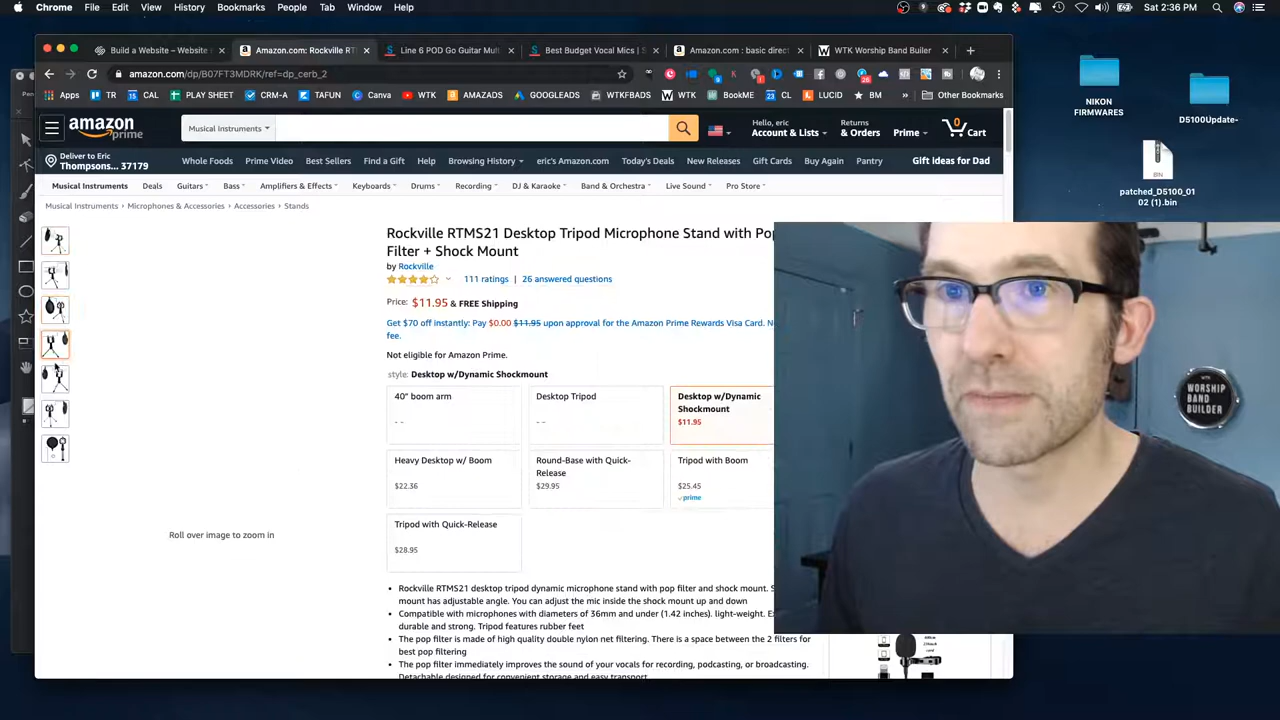 Chrome File Edit View History Bookmarks People Tab Window Help
Sat 2:36 PM
Build a Website – Website
Amazon.com: Rockville RT
Line 6 POD Go Guitar Mult
Best Budget Vocal Mics | S
Amazon.com : basic direct
WTK Worship Band Builer
amazon.com/dp/B07FT3MDRK/ref=dp_cerb_2
Apps TR CAL PLAY SHEET CRM-A TAFUN Canva WTK AMAZADS GOOGLEADS WTKFBADS WTK BookMe CL LUCID BM » Other Bookmarks
amazon
prime
Musical Instruments
Hello, eric
Account & Lists
Returns
& Orders
Prime
0
Cart
Deliver to Eric
Thompsons... 37179
Whole Foods Prime Video Best Sellers Find a Gift Help Browsing History eric's Amazon.com Today's Deals New Releases Gift Cards Buy Again Pantry Gift Ideas for Dad
Musical Instruments Deals Guitars Bass Amplifiers & Effects Keyboards Drums Recording DJ & Karaoke Band & Orchestra Live Sound Pro Store
Musical Instruments › Microphones & Accessories › Accessories › Stands
Rockville RTMS21 Desktop Tripod Microphone Stand with Pop
Filter + Shock Mount
by Rockville
111 ratings | 26 answered questions
Price: $11.95 & FREE Shipping
Get $70 off instantly: Pay $0.00 $11.95 upon approval for the Amazon Prime Rewards Visa Card. N
fee.
Not eligible for Amazon Prime.
style: Desktop w/Dynamic Shockmount
40" boom arm
- -
Desktop Tripod
- -
Desktop w/Dynamic
Shockmount
$11.95
Heavy Desktop w/ Boom
$22.36
Round-Base with Quick-
Release
$29.95
Tripod with Boom
$25.45
prime
Tripod with Quick-Release
$28.95
Roll over image to zoom in
• Rockville RTMS21 desktop tripod dynamic microphone stand with pop filter and shock mount. S
mount has adjustable angle. You can adjust the mic inside the shock mount up and down
• Compatible with microphones with diameters of 36mm and under (1.42 inches). light-weight. E
durable and strong. Tripod features rubber feet
• The pop filter is made of high quality double nylon net filtering. There is a space between the 2 filters for
best pop filtering
• The pop filter immediately improves the sound of your vocals for recording, podcasting, or broadcasting.
Detachable designed for convenient storage and easy transport
NIKON
FIRMWARES
D5100Update-
BIN
patched_D5100_01
02 (1).bin
WORSHIP
BAND
BUILDER